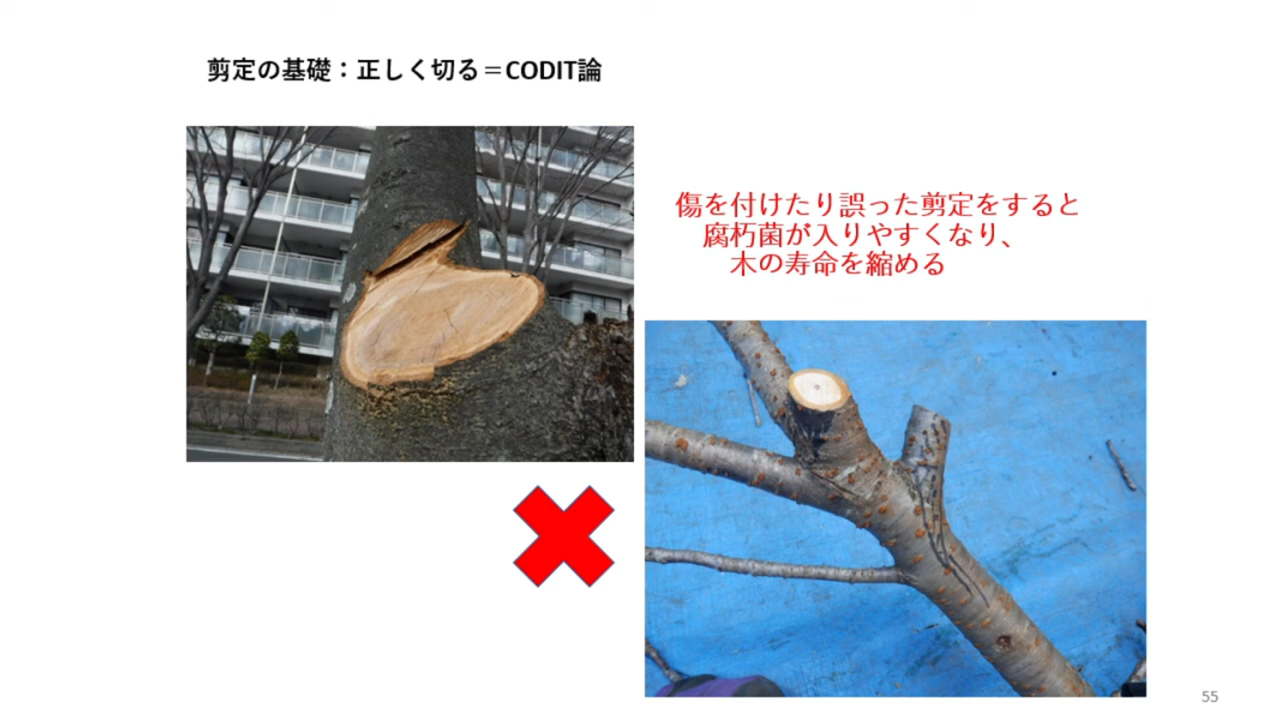 剪定の基礎：正しく切る＝CODIT論
傷を付けたり誤った剪定をすると
腐朽菌が入りやすくなり、
木の寿命を縮める
55